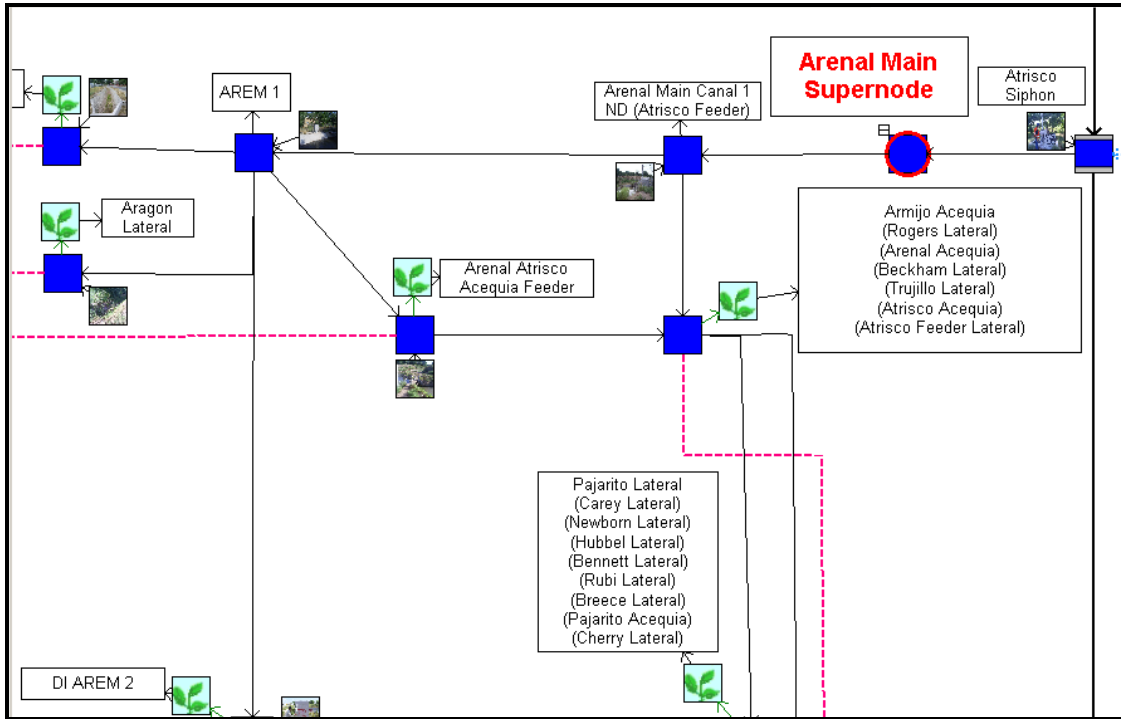 Arenal Main
Supernode
Atrisco
Siphon
AREM 1
Arenal Main Canal 1
ND (Atrisco Feeder)
Aragon
Lateral
Arenal Atrisco
Acequia Feeder
Armijo Acequia
(Rogers Lateral)
(Arenal Acequia)
(Beckham Lateral)
(Trujillo Lateral)
(Atrisco Acequia)
(Atrisco Feeder Lateral)
Pajarito Lateral
(Carey Lateral)
(Newborn Lateral)
(Hubbel Lateral)
(Bennett Lateral)
(Rubi Lateral)
(Breece Lateral)
(Pajarito Acequia)
(Cherry Lateral)
DI AREM 2